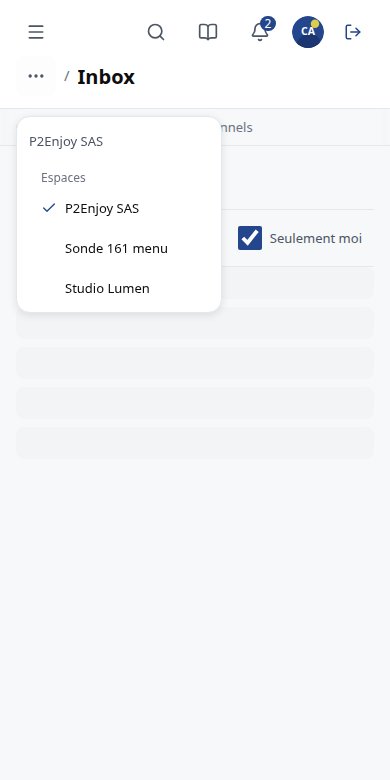 2
CA
... / Inbox
nnels
P2Enjoy SAS
Espaces
P2Enjoy SAS
Seulement moi
Sonde 161 menu
Studio Lumen